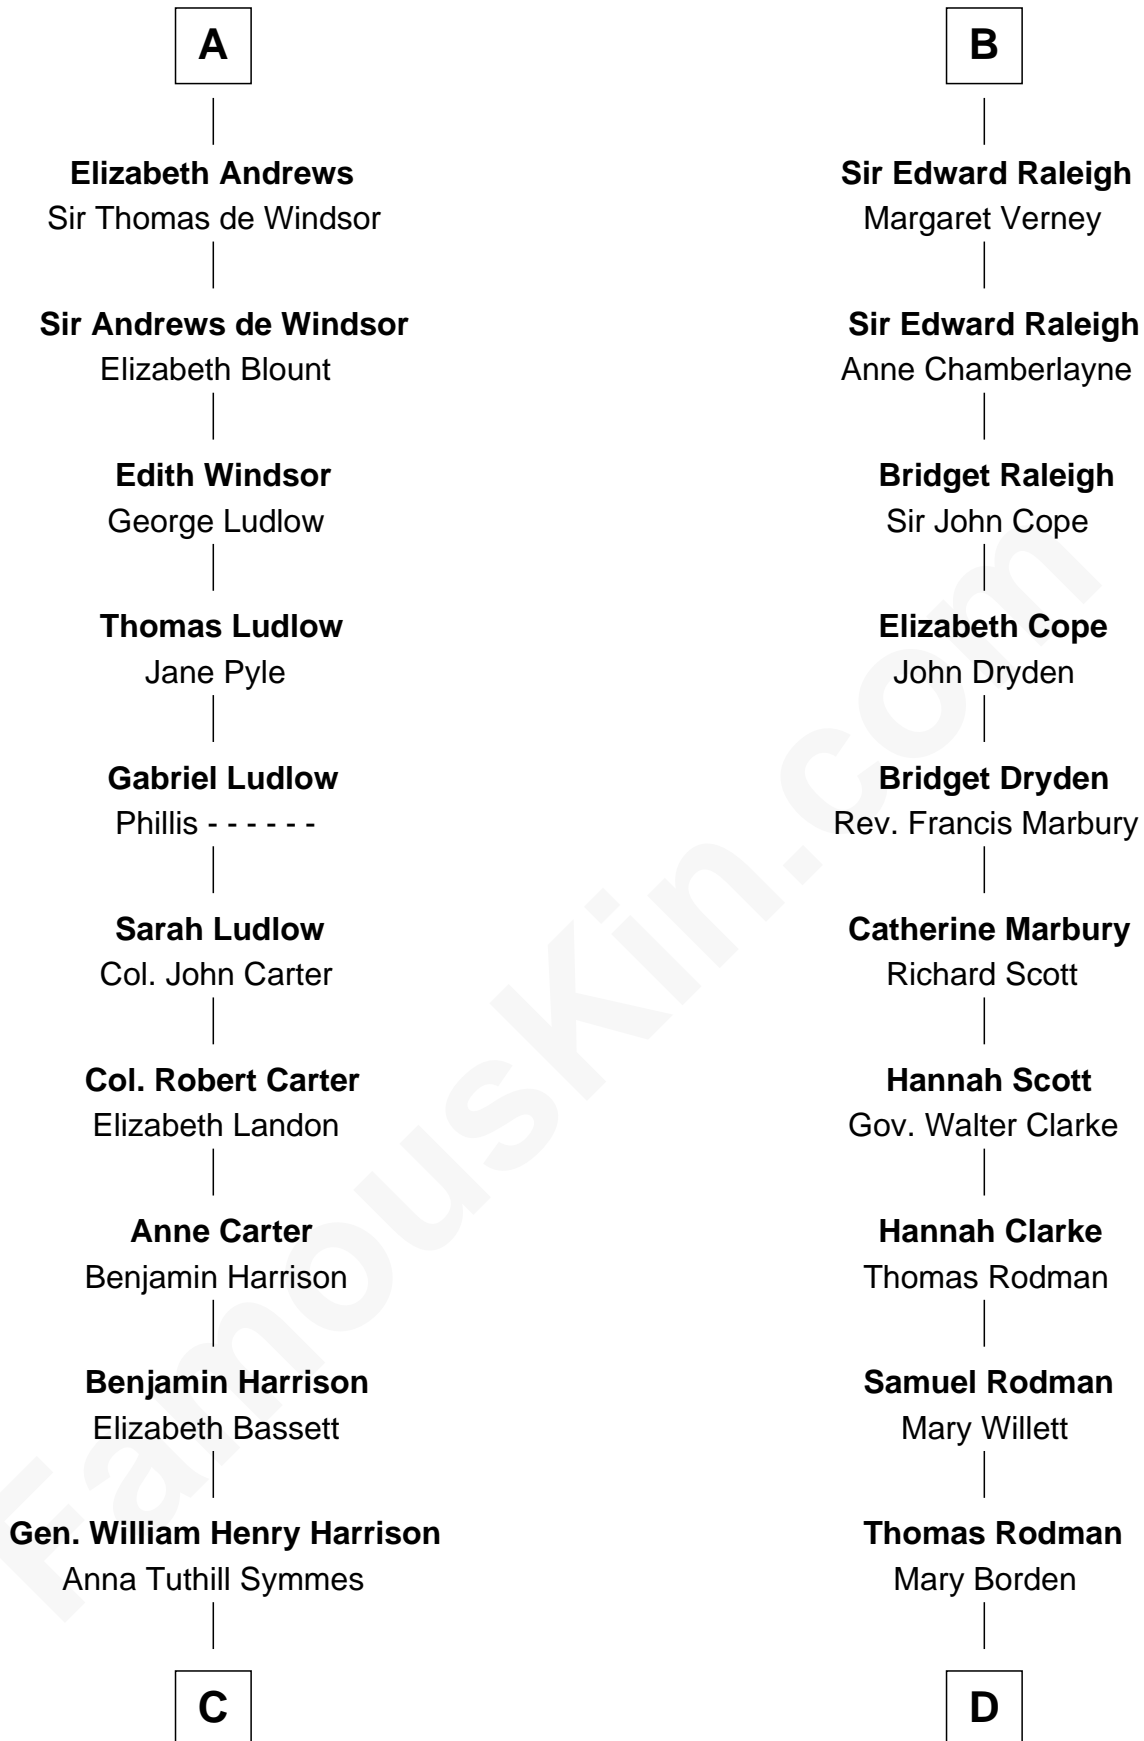 A
Elizabeth Andrews
Sir Thomas de Windsor
Sir Andrews de Windsor
Elizabeth Blount
Edith Windsor
George Ludlow
Thomas Ludlow
Jane Pyle
Gabriel Ludlow
Phillis - - - - - -
Sarah Ludlow
Col. John Carter
Col. Robert Carter
Elizabeth Landon
Anne Carter
Benjamin Harrison
Benjamin Harrison
Elizabeth Bassett
Gen. William Henry Harrison
Anna Tuthill Symmes
C
B
Sir Edward Raleigh
Margaret Verney
Sir Edward Raleigh
Anne Chamberlayne
Bridget Raleigh
Sir John Cope
Elizabeth Cope
John Dryden
Bridget Dryden
Rev. Francis Marbury
Catherine Marbury
Richard Scott
Hannah Scott
Gov. Walter Clarke
Hannah Clarke
Thomas Rodman
Samuel Rodman
Mary Willett
Thomas Rodman
Mary Borden
D
FamousKin.com